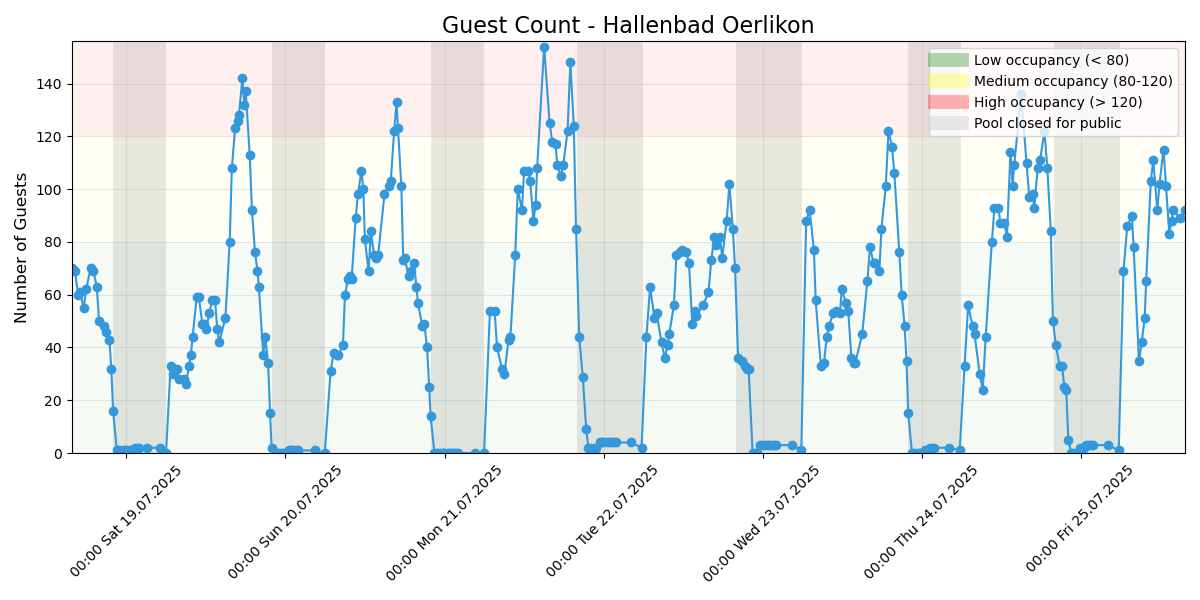 Guest Count - Hallenbad Oerlikon
Low occupancy (< 80)
Medium occupancy (80-120)
High occupancy (> 120)
Pool closed for public
Number of Guests
140
120
100
80
60
40
20
0
00:00 Sat 19.07.2025
00:00 Sun 20.07.2025
00:00 Mon 21.07.2025
00:00 Tue 22.07.2025
00:00 Wed 23.07.2025
00:00 Thu 24.07.2025
00:00 Fri 25.07.2025